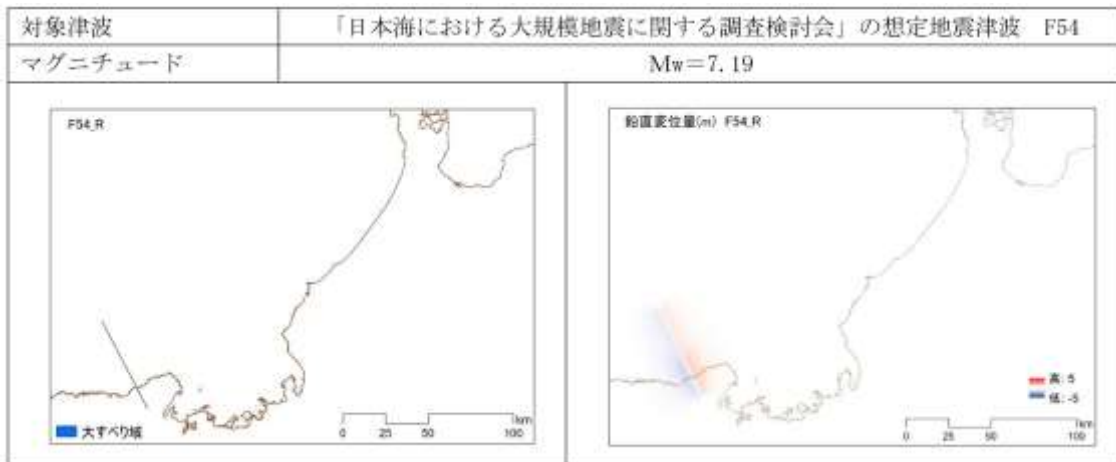 対象津波
「日本海における大規模地震に関する調査検討会」の想定地震津波 F54
マグニチュード
Mw=7.19
F54_R
大すべり域
km
0 25 50 100
鉛直変位量(m) F54_R
高: 5
低: -5
km
0 25 50 100